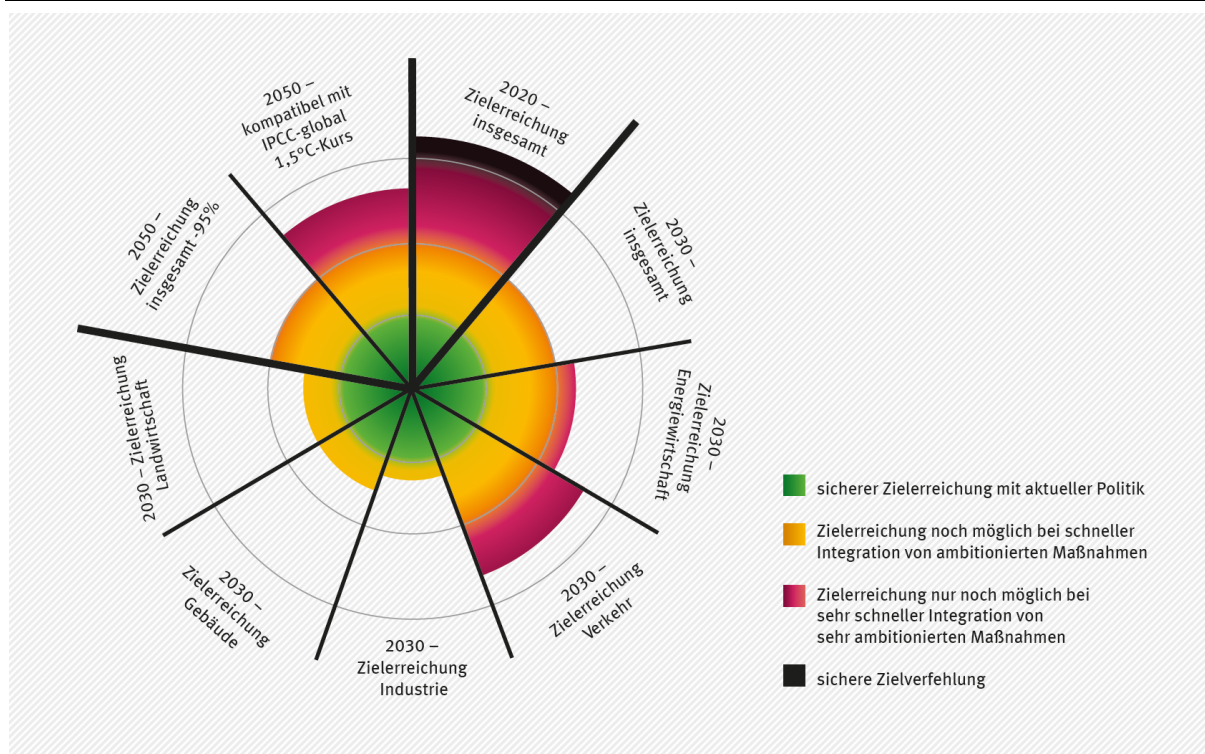 2020 –
Zielerreichung
insgesamt
2030 –
Zielerreichung
insgesamt
2030 –
Zielerreichung
Energiewirtschaft
2030 –
Zielerreichung
Verkehr
2030 –
Zielerreichung
Industrie
2030 –
Zielerreichung
Gebäude
2030 – Zielerreichung
Landwirtschaft
2050 –
Zielerreichung
insgesamt -95%
2050 –
kompatibel mit
IPCC-global
1,5°C-Kurs
sicherer Zielerreichung mit aktueller Politik
Zielerreichung noch möglich bei schneller
Integration von ambitionierten Maßnahmen
Zielerreichung nur noch möglich bei
sehr schneller Integration von
sehr ambitionierten Maßnahmen
sichere Zielverfehlung